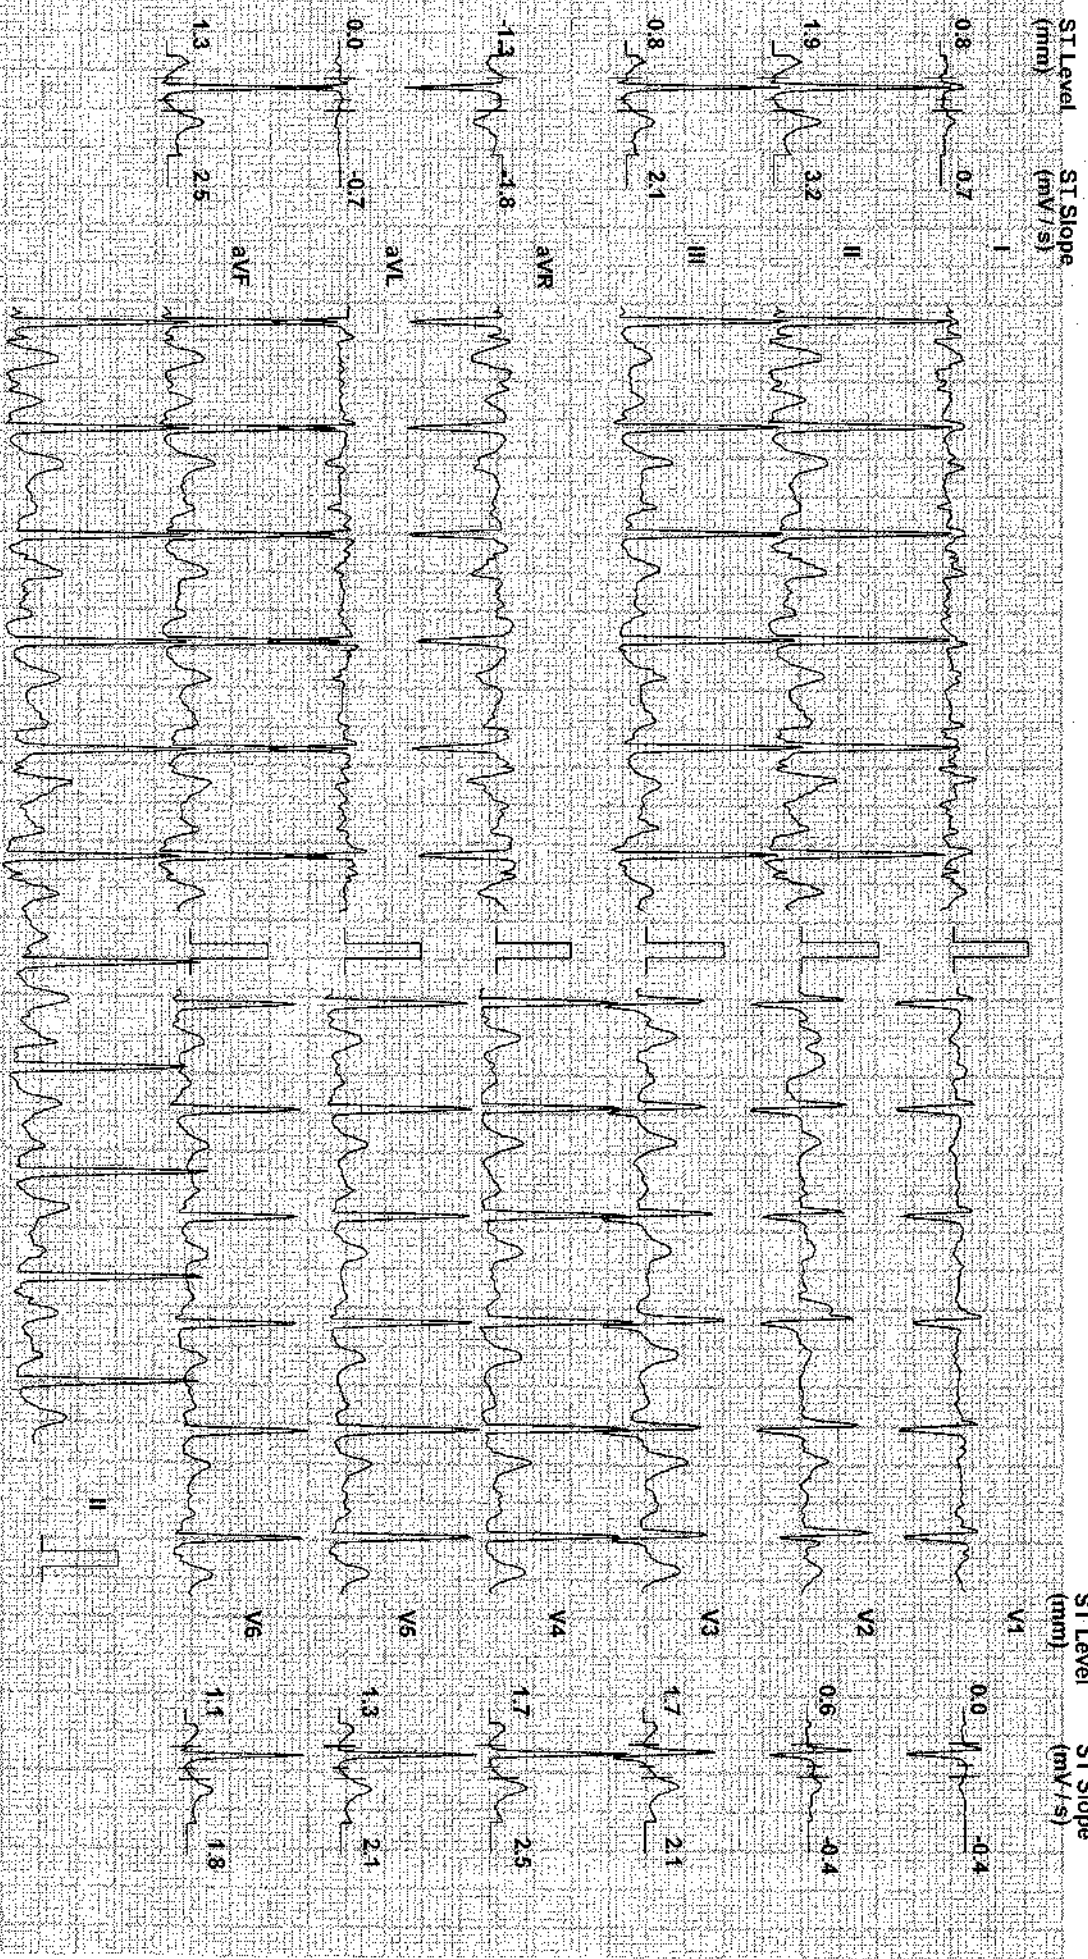 ST Level ST Slope
(mm) (mV / s)
0.8 0.7
I
1.9 3.2
II
0.8 2.1
III
-1.3 -1.8
aVR
0.0 -0.7
aVL
1.3 2.5
aVF
ST Level ST Slope
(mm) (mV / s)
V1
0.0 -0.4
V2
0.6 -0.4
V3
1.7 2.1
V4
1.7 2.5
V5
1.3 2.1
V6
1.1 1.8
II